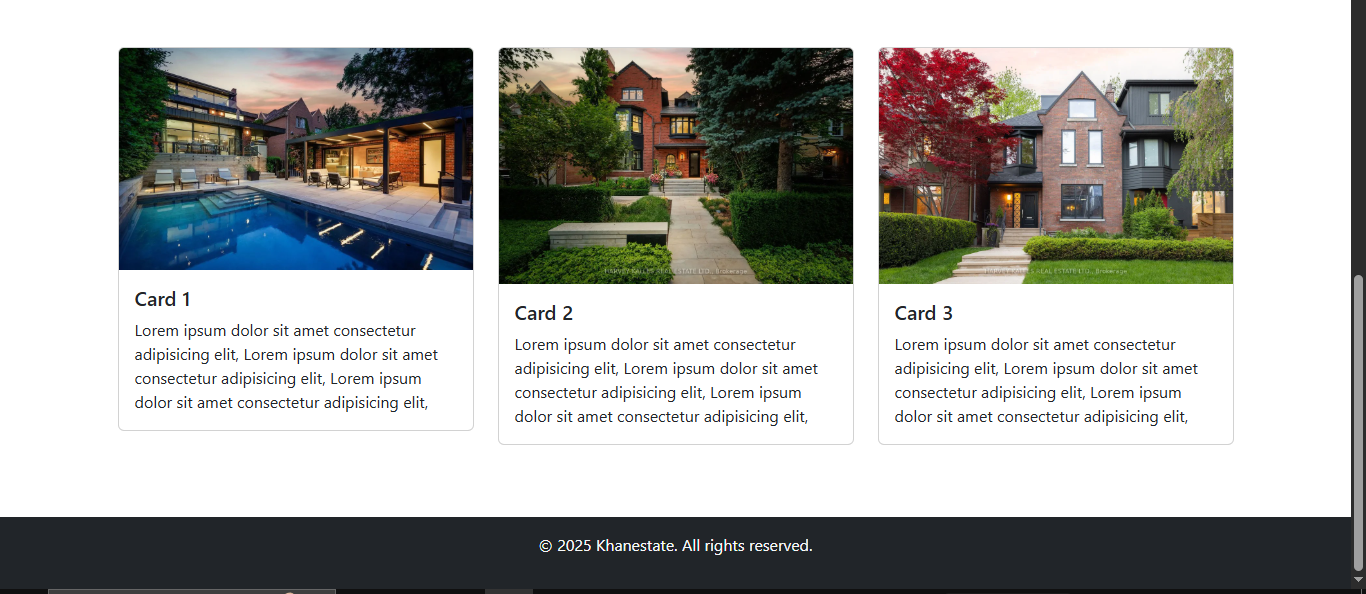 HARVEY KALLES REAL ESTATE LTD., Brokerage
HARVEY KALLES REAL ESTATE LTD., Brokerage
Card 1
Lorem ipsum dolor sit amet consectetur
adipisicing elit, Lorem ipsum dolor sit amet
consectetur adipisicing elit, Lorem ipsum
dolor sit amet consectetur adipisicing elit,
Card 2
Lorem ipsum dolor sit amet consectetur
adipisicing elit, Lorem ipsum dolor sit amet
consectetur adipisicing elit, Lorem ipsum
dolor sit amet consectetur adipisicing elit,
Card 3
Lorem ipsum dolor sit amet consectetur
adipisicing elit, Lorem ipsum dolor sit amet
consectetur adipisicing elit, Lorem ipsum
dolor sit amet consectetur adipisicing elit,
© 2025 Khanestate. All rights reserved.